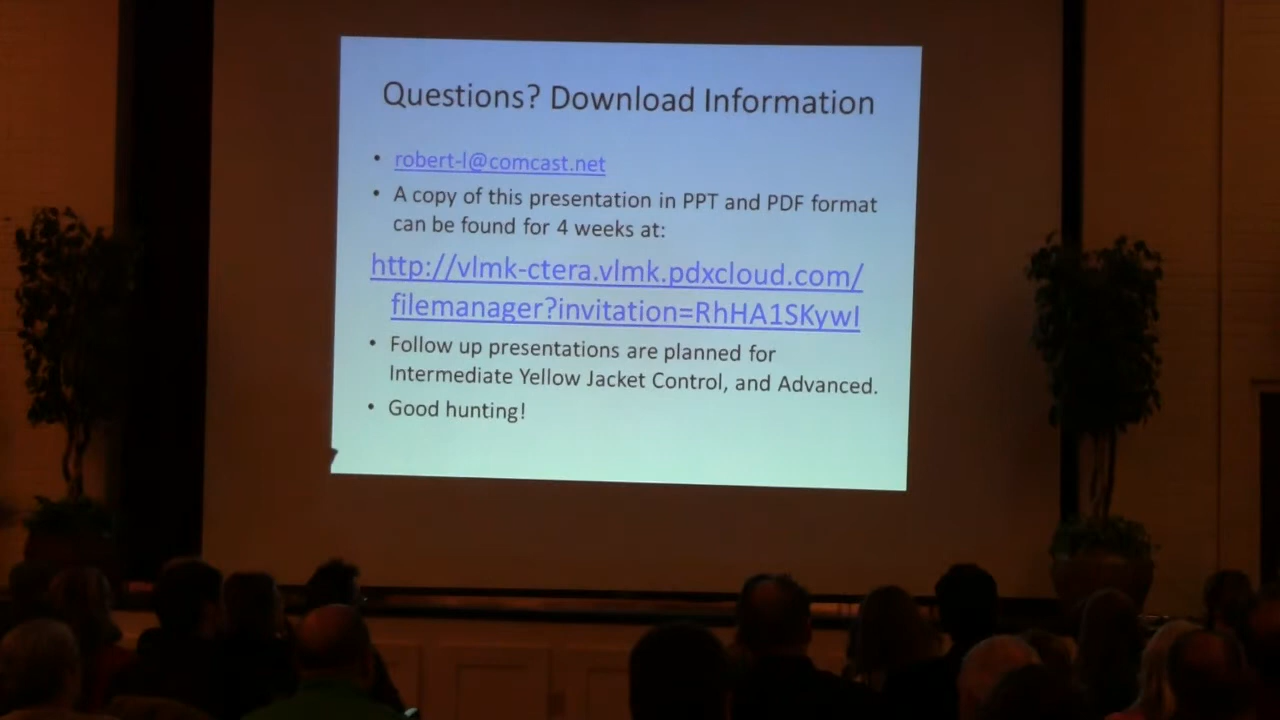 Questions? Download Information
• robert-l@comcast.net
• A copy of this presentation in PPT and PDF format
can be found for 4 weeks at:
http://vlmk-ctera.vlmk.pdxcloud.com/
filemanager?invitation=RhHA1SKywI
• Follow up presentations are planned for
Intermediate Yellow Jacket Control, and Advanced.
• Good hunting!